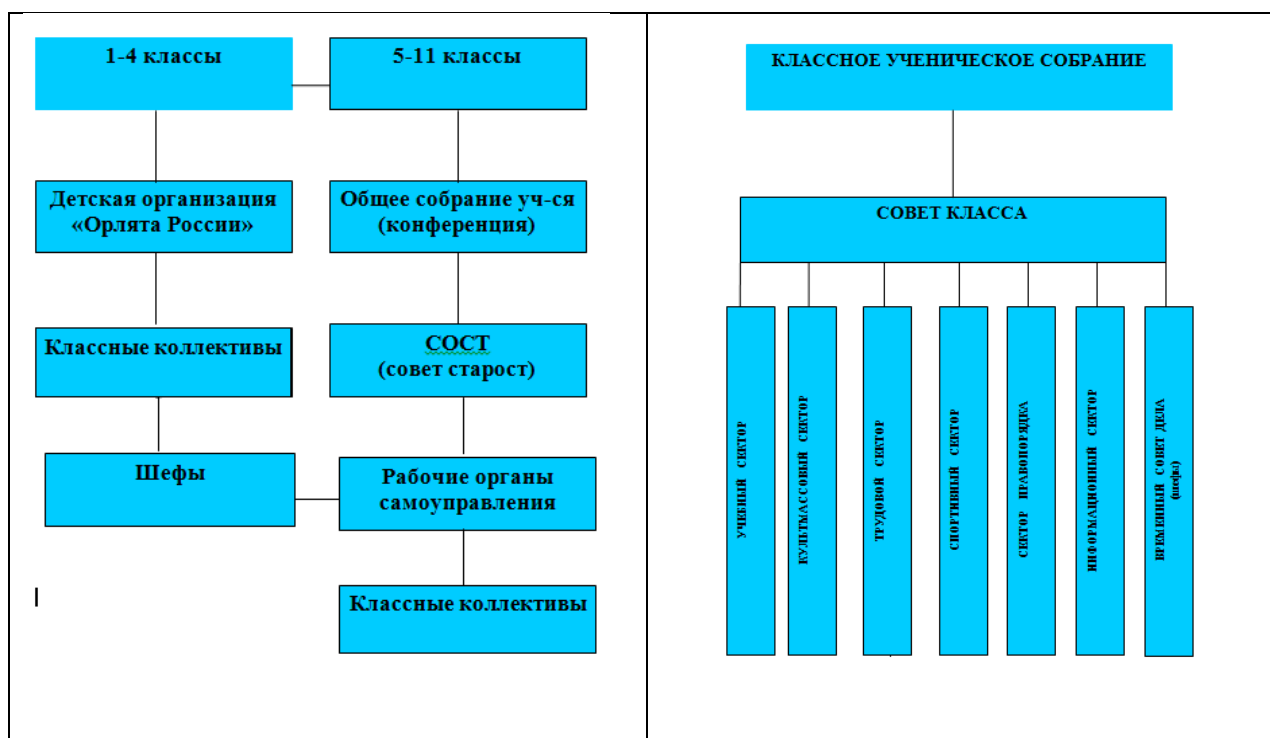 1-4 классы
5-11 классы
Детская организация
«Орлята России»
Общее собрание уч-ся
(конференция)
Классные коллективы
СОСТ
(совет старост)
Шефы
Рабочие органы
самоуправления
Классные коллективы
КЛАССНОЕ УЧЕНИЧЕСКОЕ СОБРАНИЕ
СОВЕТ КЛАССА
УЧЕБНЫЙ СЕКТОР
КУЛЬТМАССОВЫЙ СЕКТОР
ТРУДОВОЙ СЕКТОР
СПОРТИВНЫЙ СЕКТОР
СЕКТОР ПРАВОПОРЯДКА
ИНФОРМАЦИОННЫЙ СЕКТОР
ВРЕМЕННЫЙ СОВЕТ ДЕЛА
(шефы)